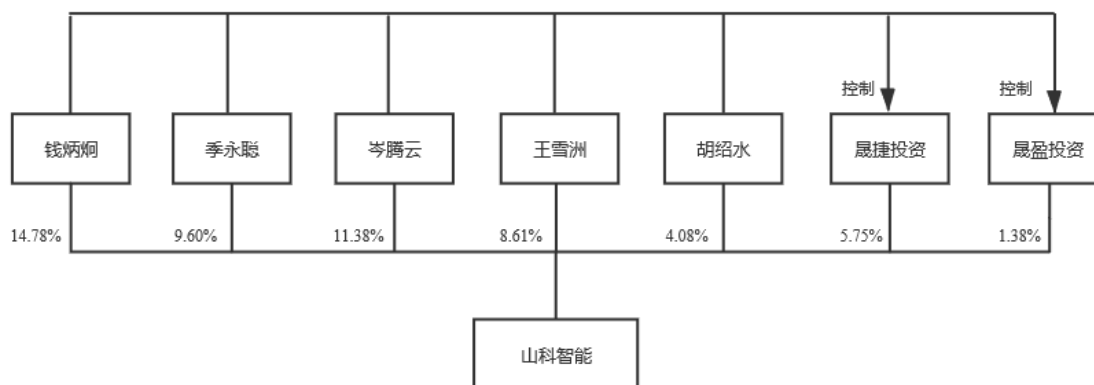 控制
控制
钱炳炯
季永聪
岑腾云
王雪洲
胡绍水
晟捷投资
晟盈投资
14.78%
9.60%
11.38%
8.61%
4.08%
5.75%
1.38%
山科智能